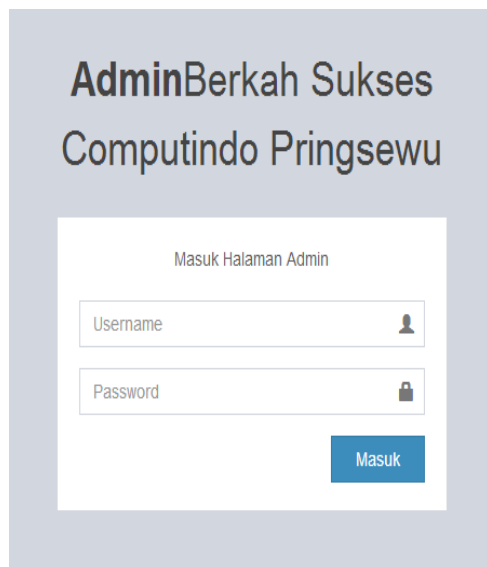 AdminBerkah Sukses
Computindo Pringsewu
Masuk Halaman Admin
Username
Password
Masuk